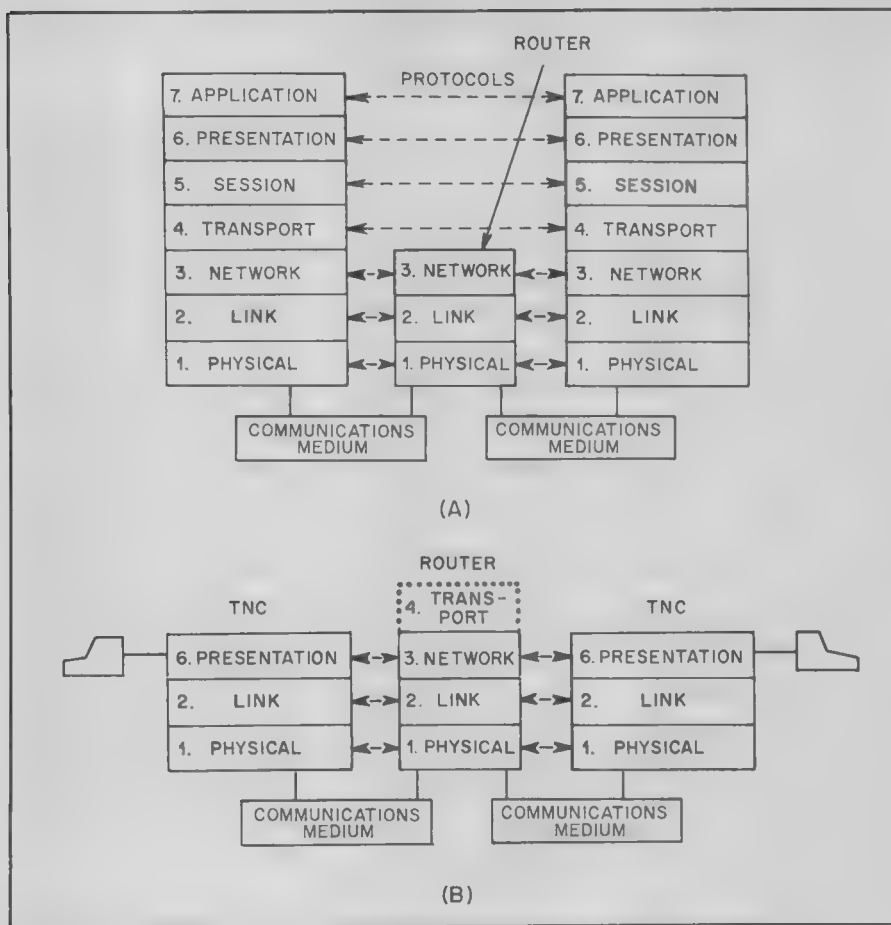 ROUTER
PROTOCOLS
7. APPLICATION
7. APPLICATION
6. PRESENTATION
6. PRESENTATION
5. SESSION
5. SESSION
4. TRANSPORT
4. TRANSPORT
3. NETWORK
3. NETWORK
3. NETWORK
2. LINK
2. LINK
2. LINK
1. PHYSICAL
1. PHYSICAL
1. PHYSICAL
COMMUNICATIONS
MEDIUM
COMMUNICATIONS
MEDIUM
(A)
ROUTER
TNC
4. TRANS-
PORT
TNC
6. PRESENTATION
3. NETWORK
6. PRESENTATION
2. LINK
2. LINK
2. LINK
1. PHYSICAL
1. PHYSICAL
1. PHYSICAL
COMMUNICATIONS
MEDIUM
COMMUNICATIONS
MEDIUM
(B)